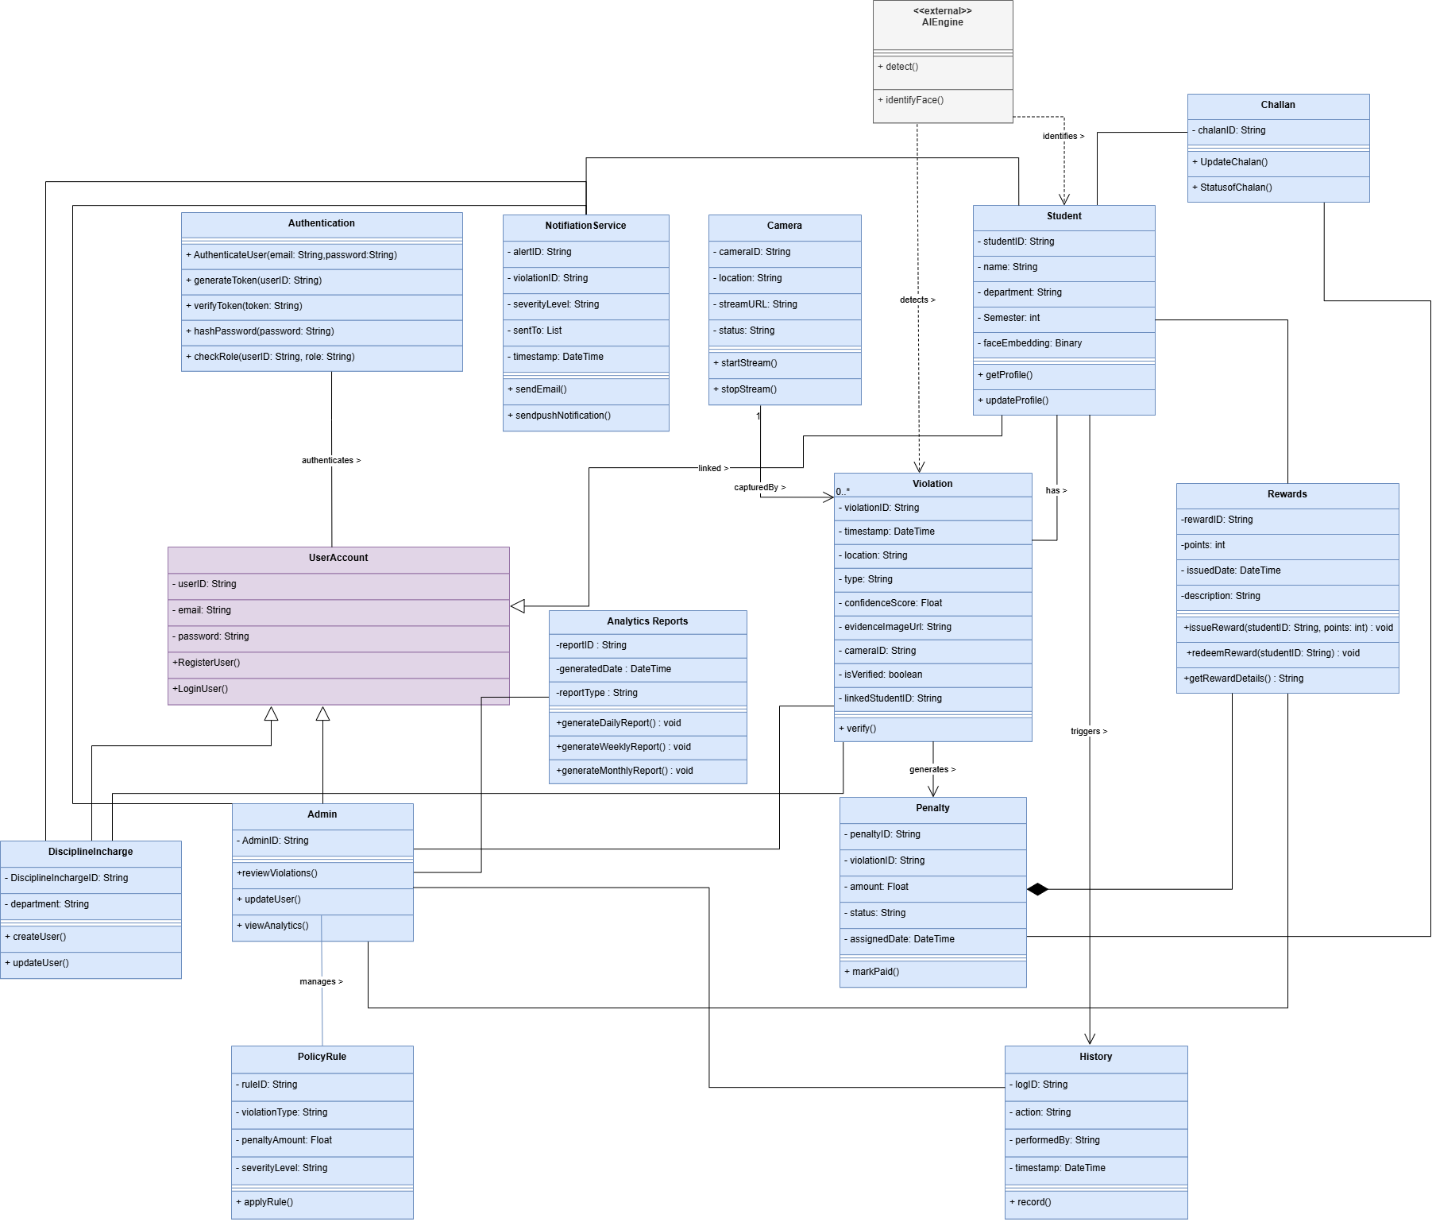 <<external>>
AIEngine
+ detect()
+ identifyFace()
identifies >
detects >
Challan
- chalanID: String
+ UpdateChalan()
+ StatusofChalan()
Authentication
+ AuthenticateUser(email: String,password:String)
+ generateToken(userID: String)
+ verifyToken(token: String)
+ hashPassword(password: String)
+ checkRole(userID: String, role: String)
NotifiationService
- alertID: String
- violationID: String
- severityLevel: String
- sentTo: List
- timestamp: DateTime
+ sendEmail()
+ sendpushNotification()
Camera
- cameraID: String
- location: String
- streamURL: String
- status: String
+ startStream()
+ stopStream()
1
Student
- studentID: String
- name: String
- department: String
- Semester: int
- faceEmbedding: Binary
+ getProfile()
+ updateProfile()
authenticates >
linked >
capturedBy >
0..*
has >
Violation
- violationID: String
- timestamp: DateTime
- location: String
- type: String
- confidenceScore: Float
- evidenceImageUrl: String
- cameraID: String
- isVerified: boolean
- linkedStudentID: String
+ verify()
Rewards
-rewardID: String
-points: int
- issuedDate: DateTime
-description: String
+issueReward(studentID: String, points: int) : void
+redeemReward(studentID: String) : void
+getRewardDetails() : String
UserAccount
- userID: String
- email: String
- password: String
+RegisterUser()
+LoginUser()
Analytics Reports
-reportID : String
-generatedDate : DateTime
-reportType : String
+generateDailyReport() : void
+generateWeeklyReport() : void
+generateMonthlyReport() : void
triggers >
generates >
DisciplineIncharge
- DisciplineInchargeID: String
- department: String
+ createUser()
+ updateUser()
Admin
- AdminID: String
+reviewViolations()
+ updateUser()
+ viewAnalytics()
manages >
Penalty
- penaltyID: String
- violationID: String
- amount: Float
- status: String
- assignedDate: DateTime
+ markPaid()
PolicyRule
- ruleID: String
- violationType: String
- penaltyAmount: Float
- severityLevel: String
+ applyRule()
History
- logID: String
- action: String
- performedBy: String
- timestamp: DateTime
+ record()